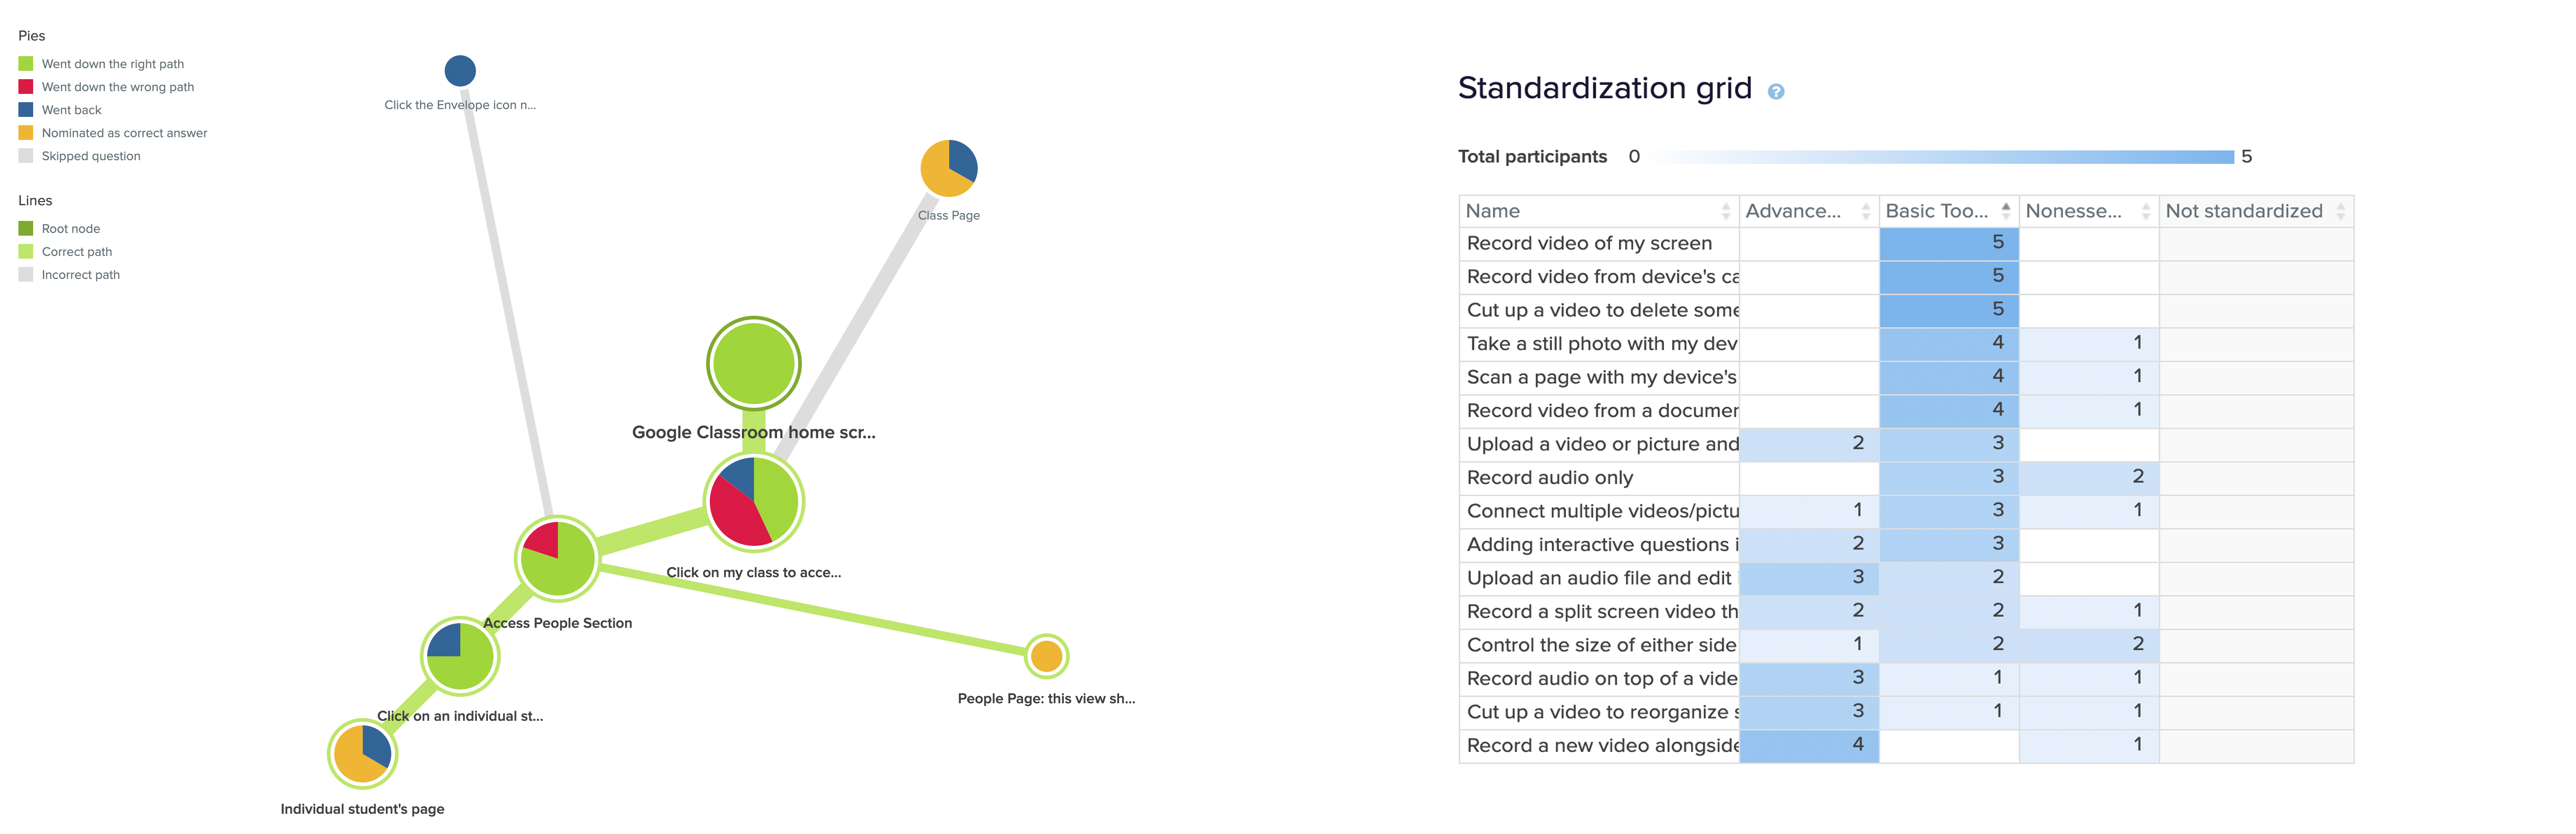 Pies
Went down the right path
Went down the wrong path
Went back
Nominated as correct answer
Skipped question
Lines
Root node
Correct path
Incorrect path
Click the Envelope icon n...
Class Page
Google Classroom home scr...
Click on my class to acce...
Access People Section
People Page: this view sh...
Click on an individual st...
Individual student's page
Standardization grid ?
Total participants 0 5
Name Advance... Basic Too... Nonesse... Not standardized
Record video of my screen 5
Record video from device's ca 5
Cut up a video to delete some 5
Take a still photo with my dev 4 1
Scan a page with my device's 4 1
Record video from a documen 4 1
Upload a video or picture and 2 3
Record audio only 3 2
Connect multiple videos/pictu 1 3 1
Adding interactive questions i 2 3
Upload an audio file and edit 3 2
Record a split screen video th 2 2 1
Control the size of either side 1 2 2
Record audio on top of a vide 3 1 1
Cut up a video to reorganize s 3 1 1
Record a new video alongside 4 1